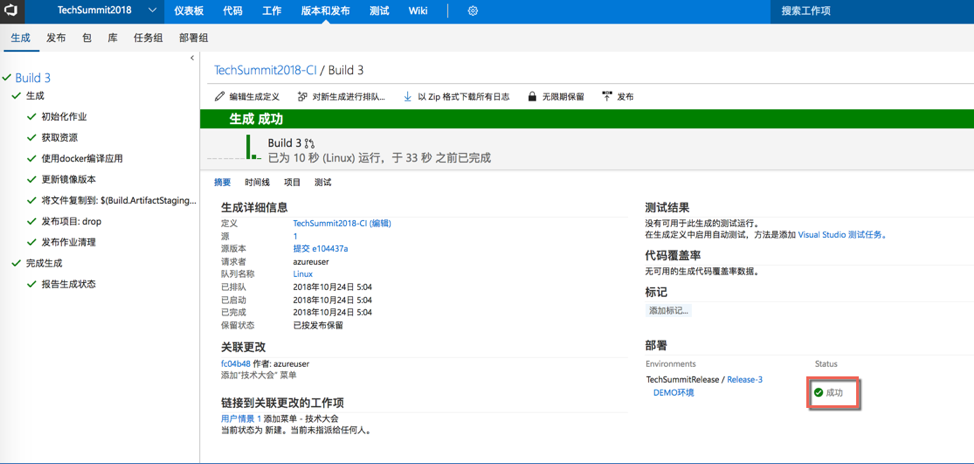 TechSummit2018 仪表板 代码 工作 版本和发布 测试 Wiki 搜索工作项
生成 发布 包 库 任务组 部署组
Build 3
生成
初始化作业
获取资源
使用docker编译应用
更新镜像版本
将文件复制到: $(Build.ArtifactStaging...
发布项目: drop
发布作业清理
完成生成
报告生成状态
TechSummit2018-CI / Build 3
编辑生成定义 对新生成进行排队... 以 Zip 格式下载所有日志 无限期保留 发布
生成 成功
Build 3
已为 10 秒 (Linux) 运行，于 33 秒 之前已完成
摘要 时间线 项目 测试
生成详细信息
定义 TechSummit2018-CI (编辑)
源 1
源版本 提交 e104437a
请求者 azureuser
队列名称 Linux
已排队 2018年10月24日 5:04
已启动 2018年10月24日 5:04
已完成 2018年10月24日 5:04
保留状态 已按发布保留
关联更改
fc04b48 作者: azureuser
添加"技术大会" 菜单
链接到关联更改的工作项
用户情景 1 添加菜单 - 技术大会
当前状态为 新建。当前未指派给任何人。
测试结果
没有可用于此生成的测试运行。
在生成定义中启用自动测试，方法是添加 Visual Studio 测试任务。
代码覆盖率
无可用的生成代码覆盖率数据。
标记
添加标记...
部署
Environments Status
TechSummitRelease / Release-3
DEMO环境 成功